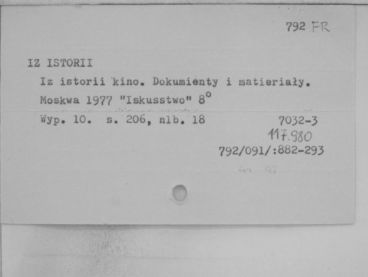 792 FR
IZ ISTORII
Iz istorii kino. Dokumienty i matieriały.
Moskwa 1977 "Iskusstwo" 8°
Wyp. 10. s. 206, nlb. 18 7032-3
117.980
792/091/:882-293